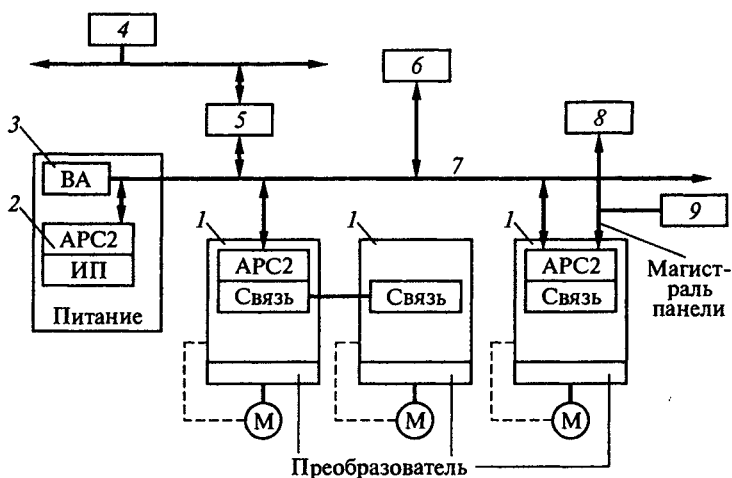 4
6
3
5
8
ВА
7
2
1
1
1
9
АРС2
АРС2
АРС2
ИП
Связь
Связь
Связь
Магист-
раль
панели
Питание
М
М
М
Преобразователь